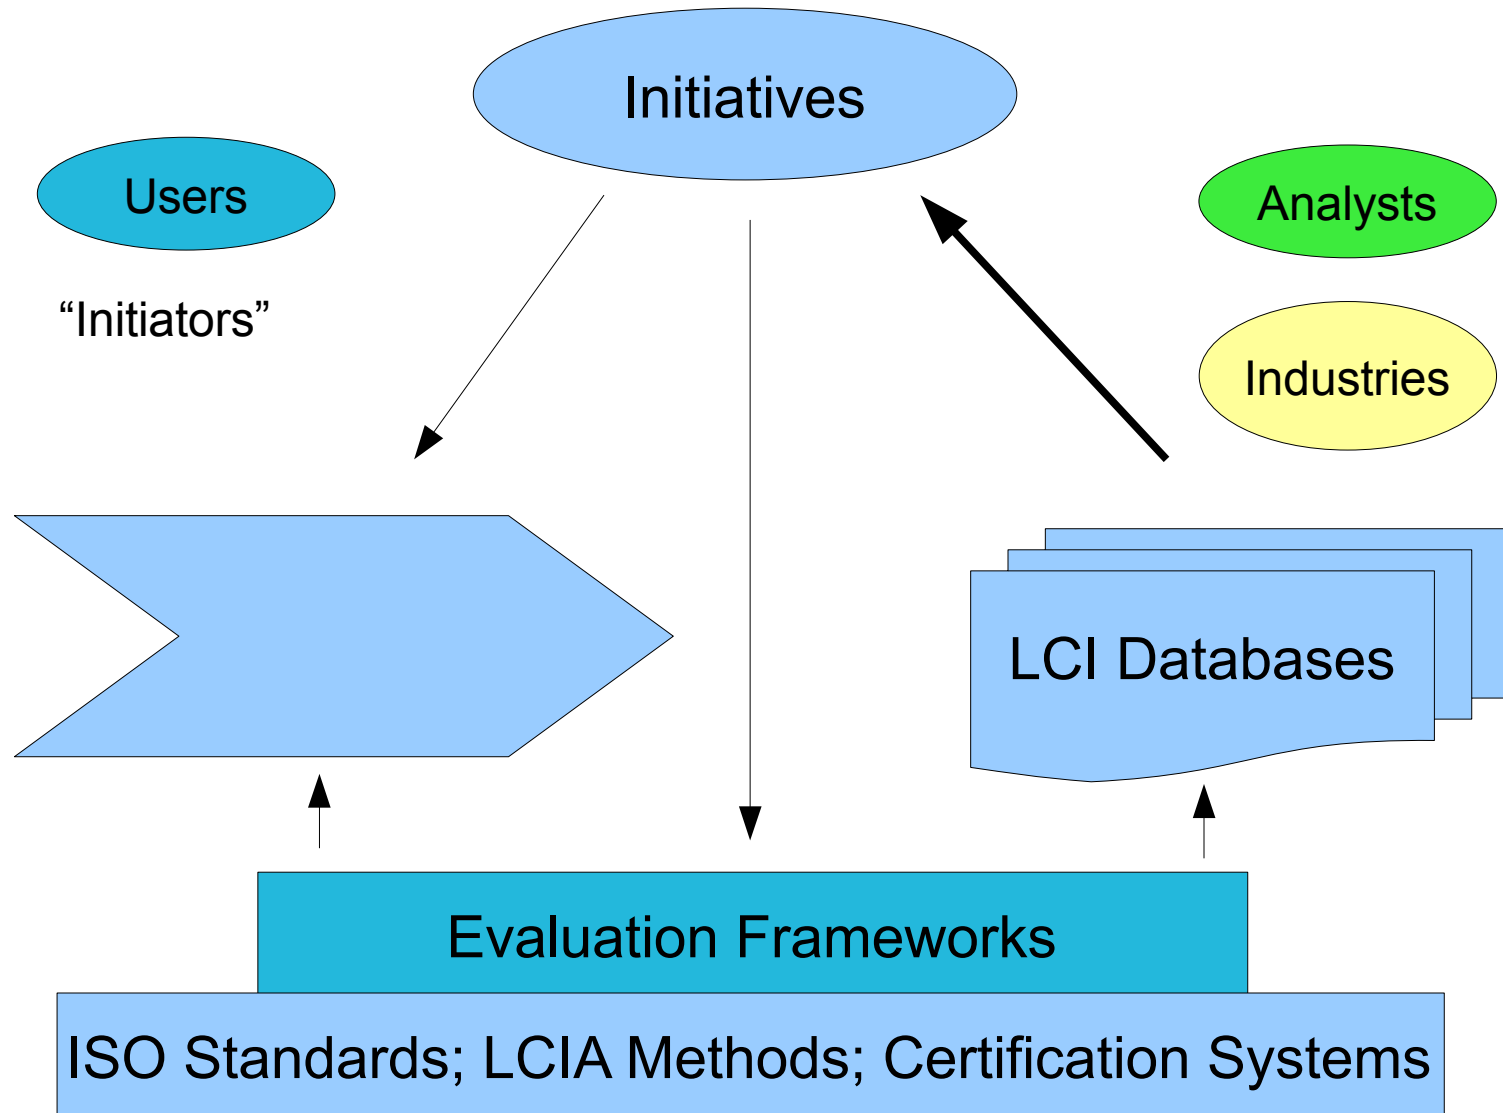 Initiatives
Users
Analysts
“Initiators”
Industries
LCI Databases
Evaluation Frameworks
ISO Standards; LCIA Methods; Certification Systems